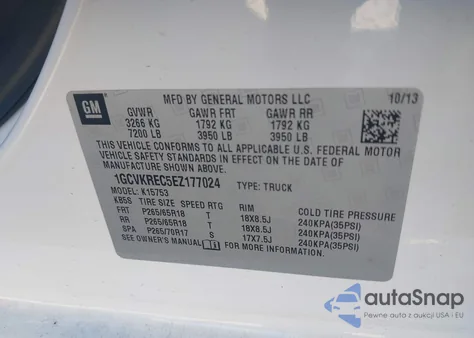 GM
MFD BY GENERAL MOTORS LLC
10/13
GVWR GAWR FRT GAWR RR
3266 KG 1792 KG 1792 KG
7200 LB 3950 LB 3950 LB
THIS VEHICLE CONFORMS TO ALL APPLICABLE U.S. FEDERAL MOTOR
VEHICLE SAFETY STANDARDS IN EFFECT ON THE DATE OF
MANUFACTURE SHOWN ABOVE.
1GCVKREC5EZ177024 TYPE: TRUCK
MODEL: K15753
KB5S TIRE SIZE SPEED RTG RIM COLD TIRE PRESSURE
FRT P265/65R18 T 18X8.5J 240KPA(35PSI)
RR P265/65R18 T 18X8.5J 240KPA(35PSI)
SPA P265/70R17 S 17X7.5J 240KPA(35PSI)
SEE OWNER'S MANUAL FOR MORE INFORMATION.
autoSnap
Pewne auta z aukcji USA i EU